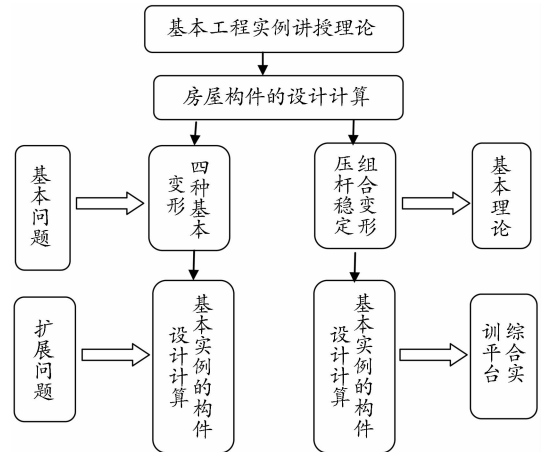 基本工程实例讲授理论
房屋构件的设计计算
基本问题
四种基本
变形
组合变形
压杆稳定
基本理论
扩展问题
基本实例的构件
设计计算
基本实例的构件
设计计算
综合实
训平台